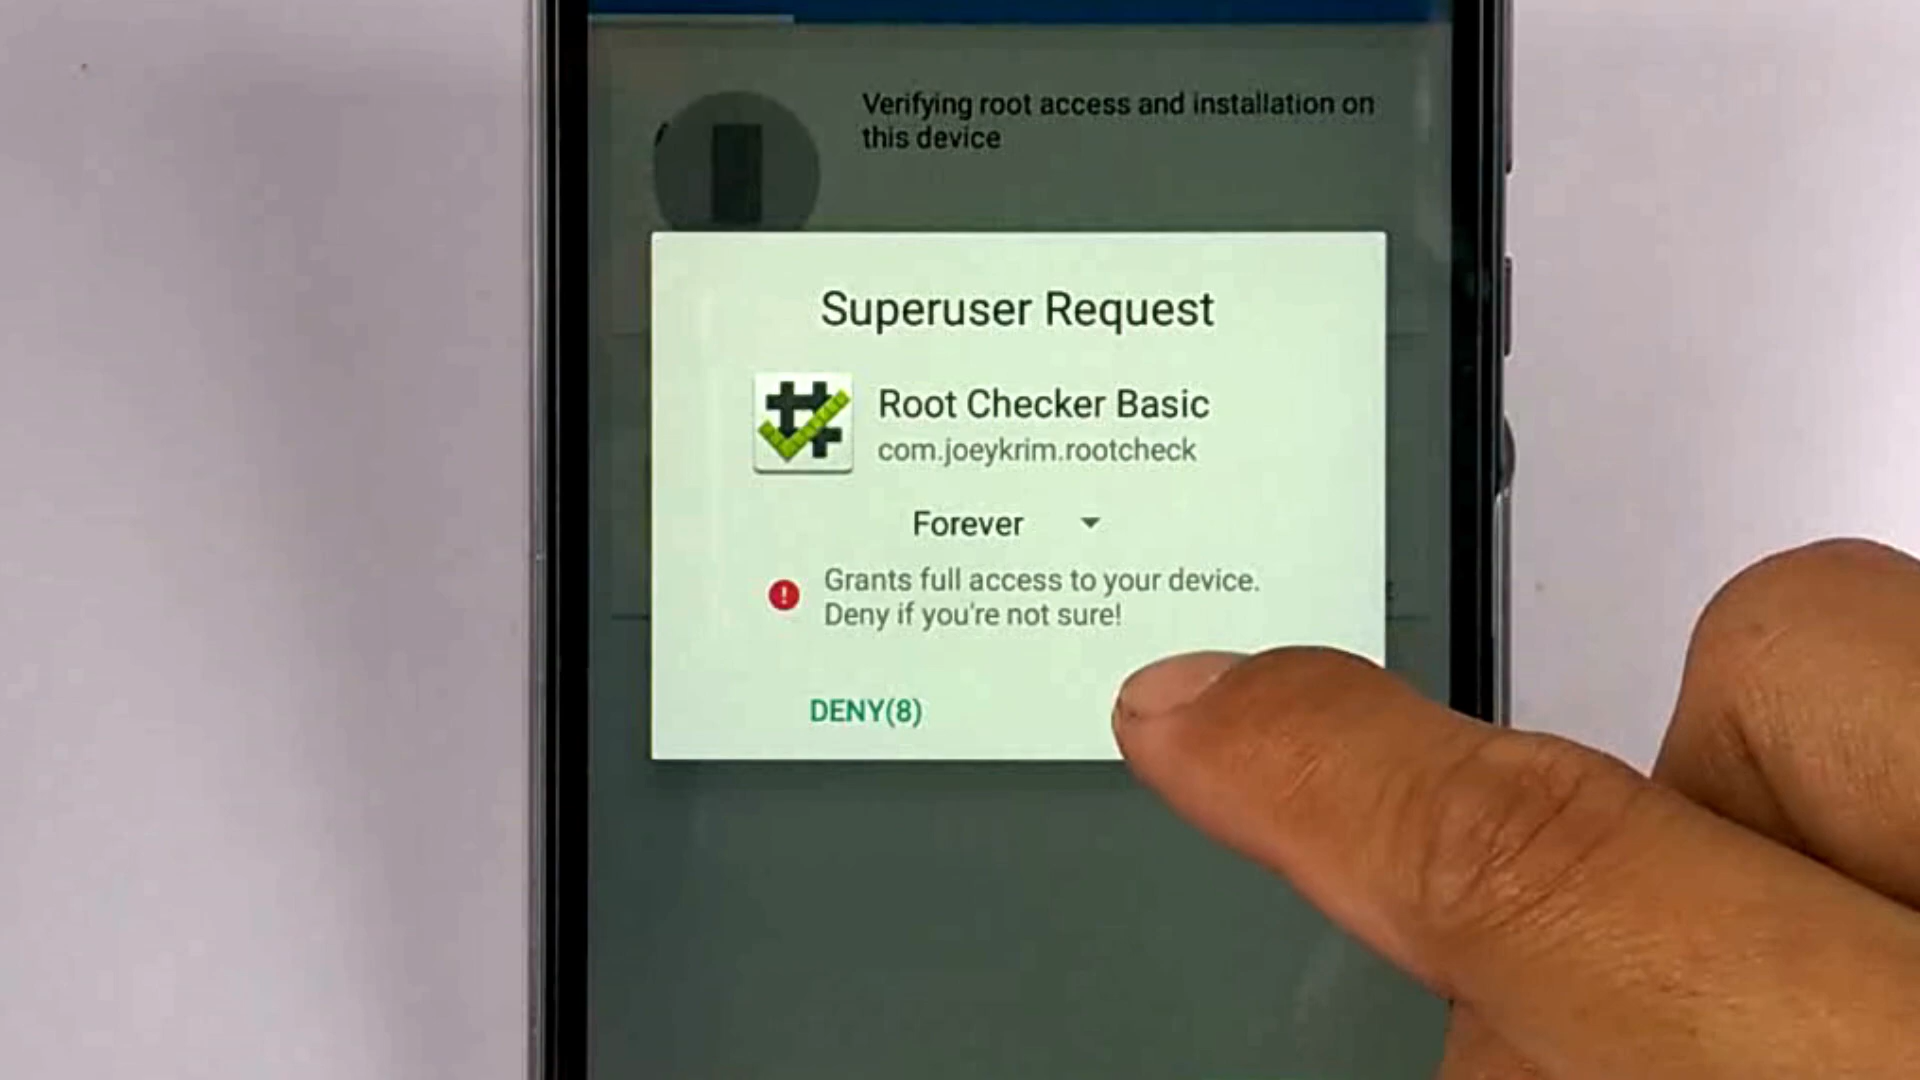 Verifying root access and installation on
this device
Superuser Request
Root Checker Basic
com.joeykrim.rootcheck
Forever
Grants full access to your device.
Deny if you're not sure!
DENY(8)